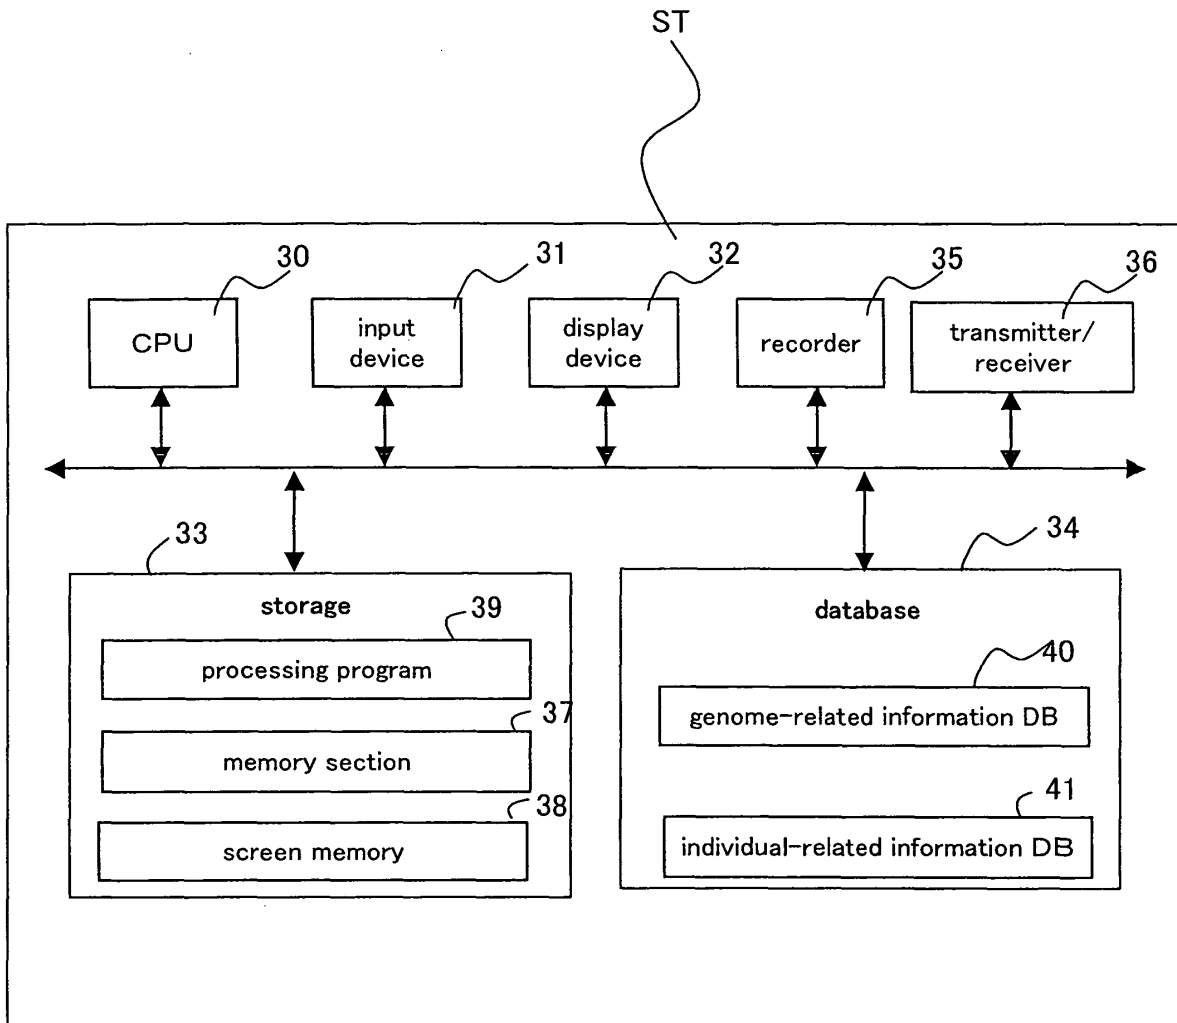 ST
30
31
32
35
36
CPU
input
device
display
device
recorder
transmitter/
receiver
33
storage
39
processing program
37
memory section
38
screen memory
34
database
40
genome-related information DB
41
individual-related information DB